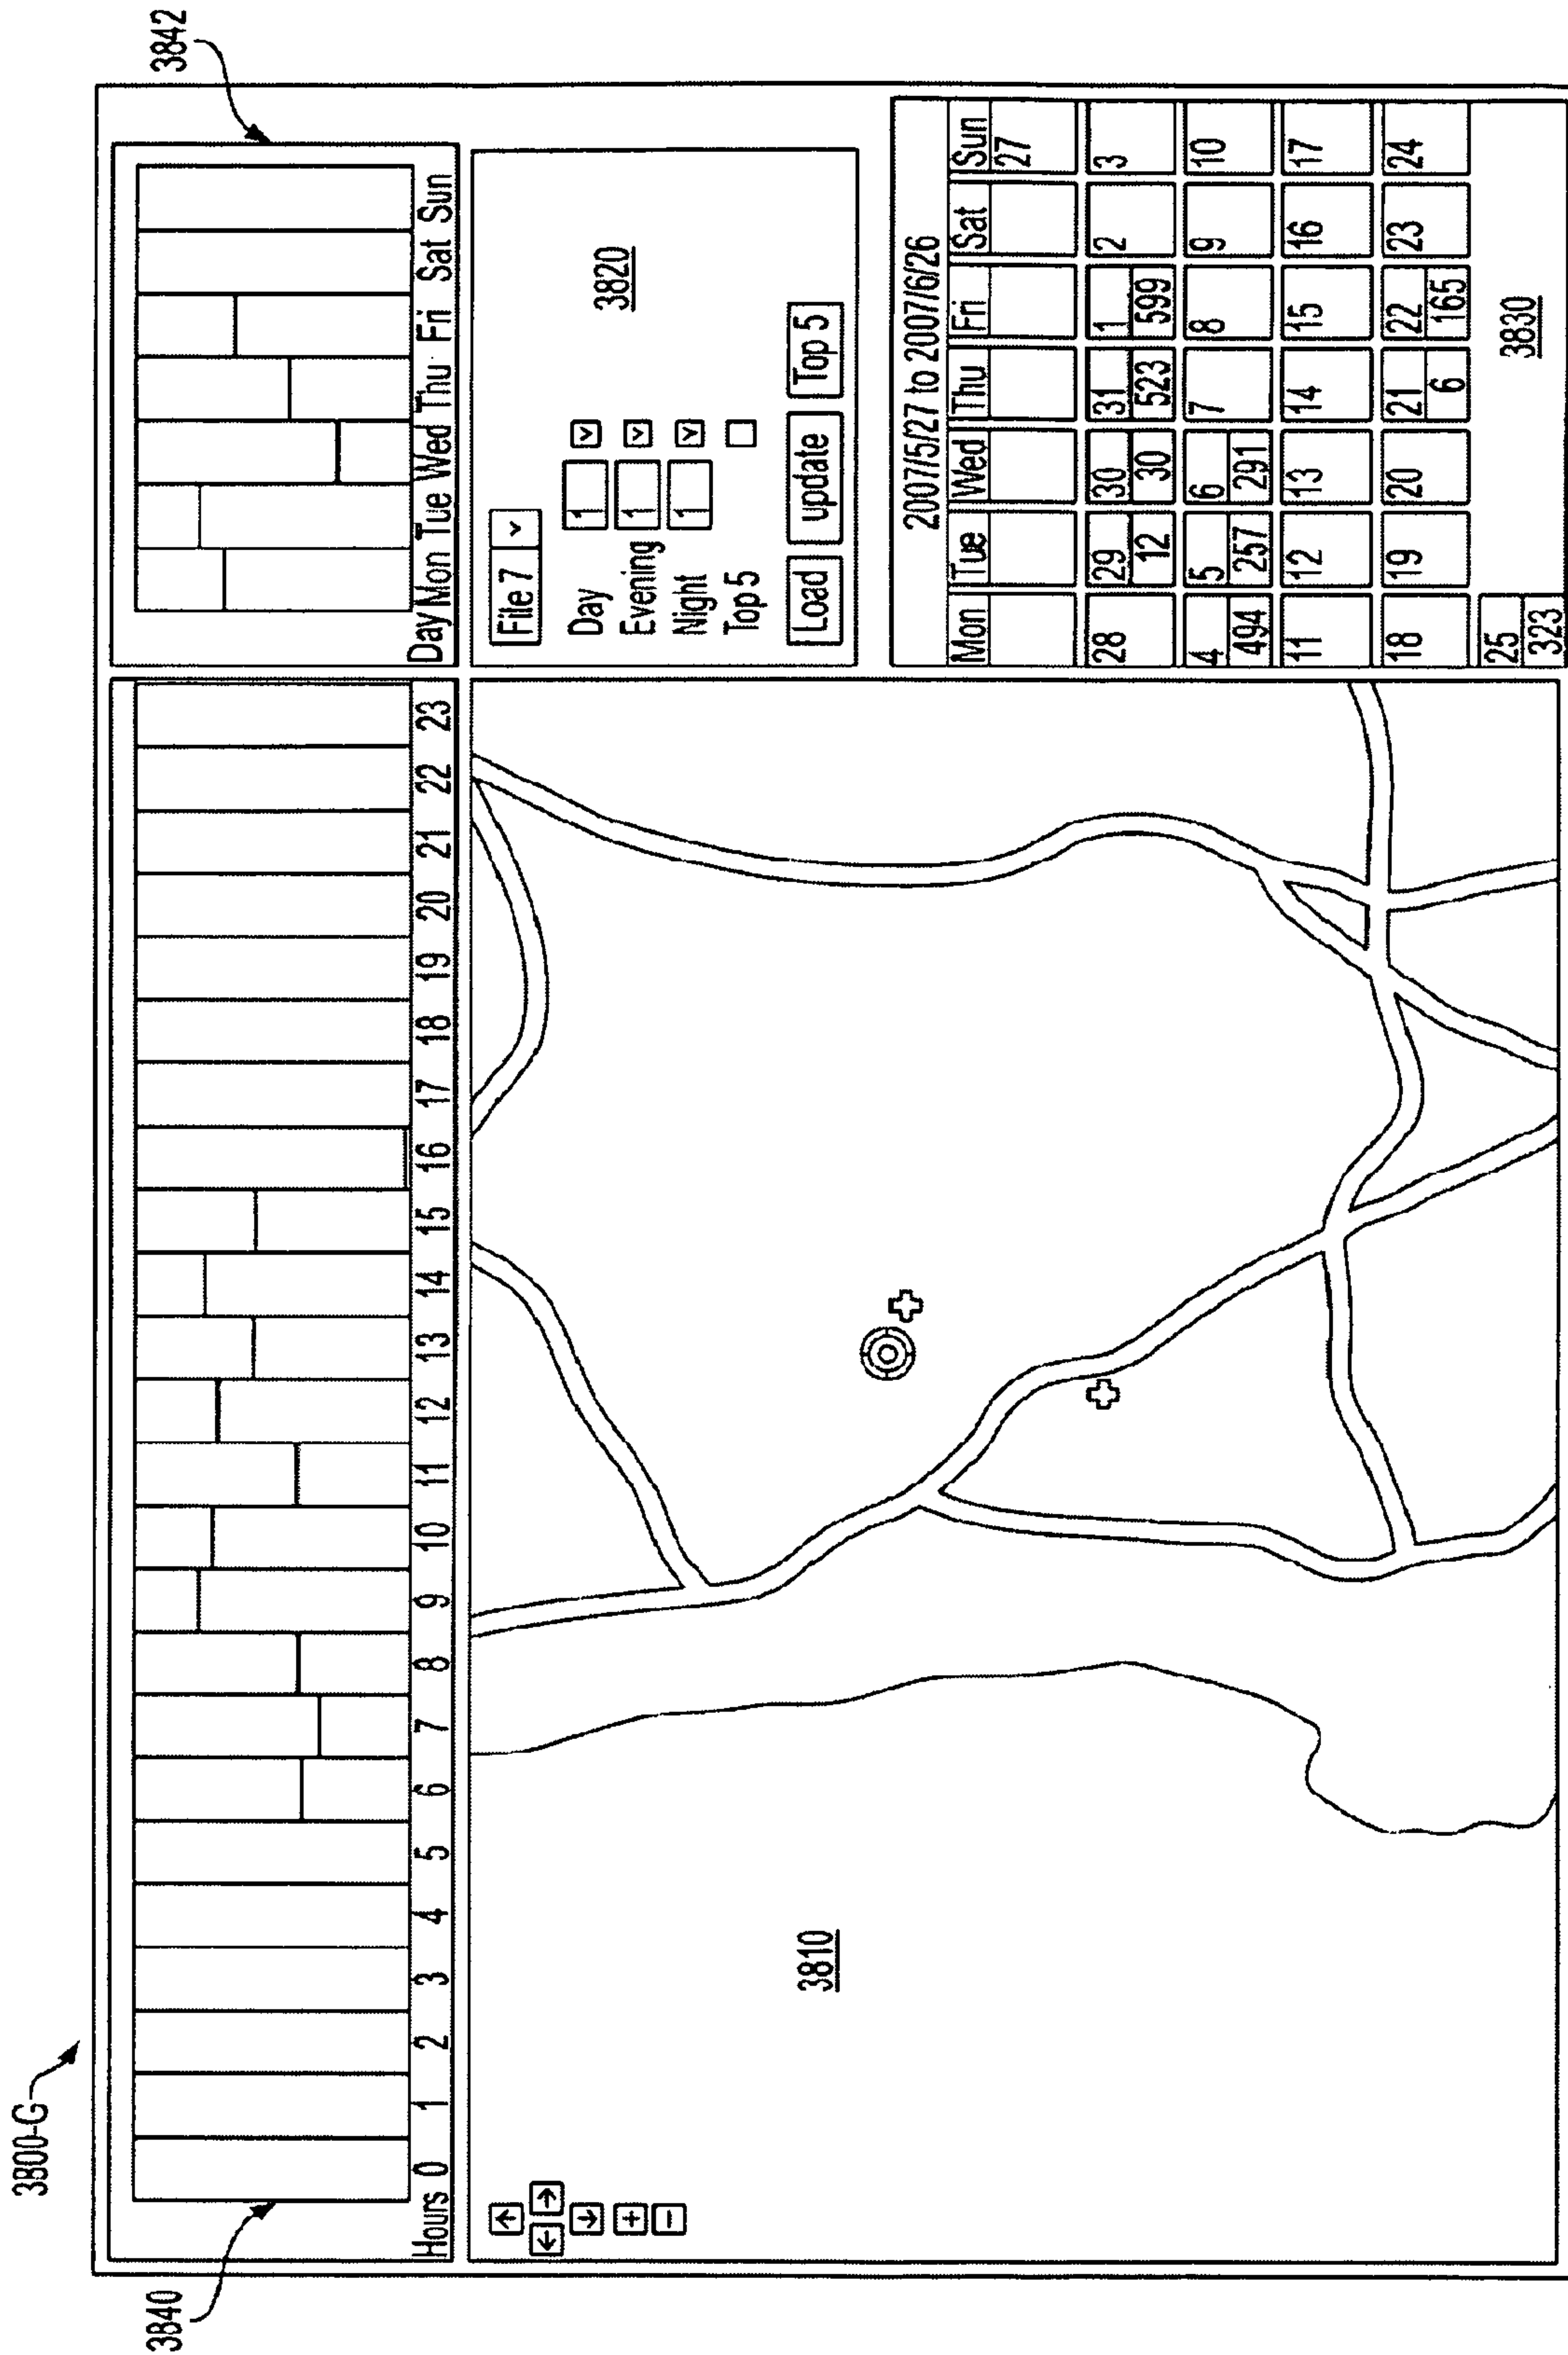 3800-G
3840
3842
Hours 0 1 2 3 4 5 6 7 8 9 10 11 12 13 14 15 16 17 18 19 20 21 22 23
Day Mon Tue Wed Thu Fri Sat Sun
3810
File 7 v
Day 1 v
Evening 1 v
Night 1 v
Top 5
Load update Top 5
3820
2007/5/27 to 2007/6/26
Mon Tue Wed Thu Fri Sat Sun
27
28 29 30 31 1 2 3
12 30 523 599
4 5 6 7 8 9 10
494 257 291
11 12 13 14 15 16 17
18 19 20 21 22 23 24
6 165
25
323
3830